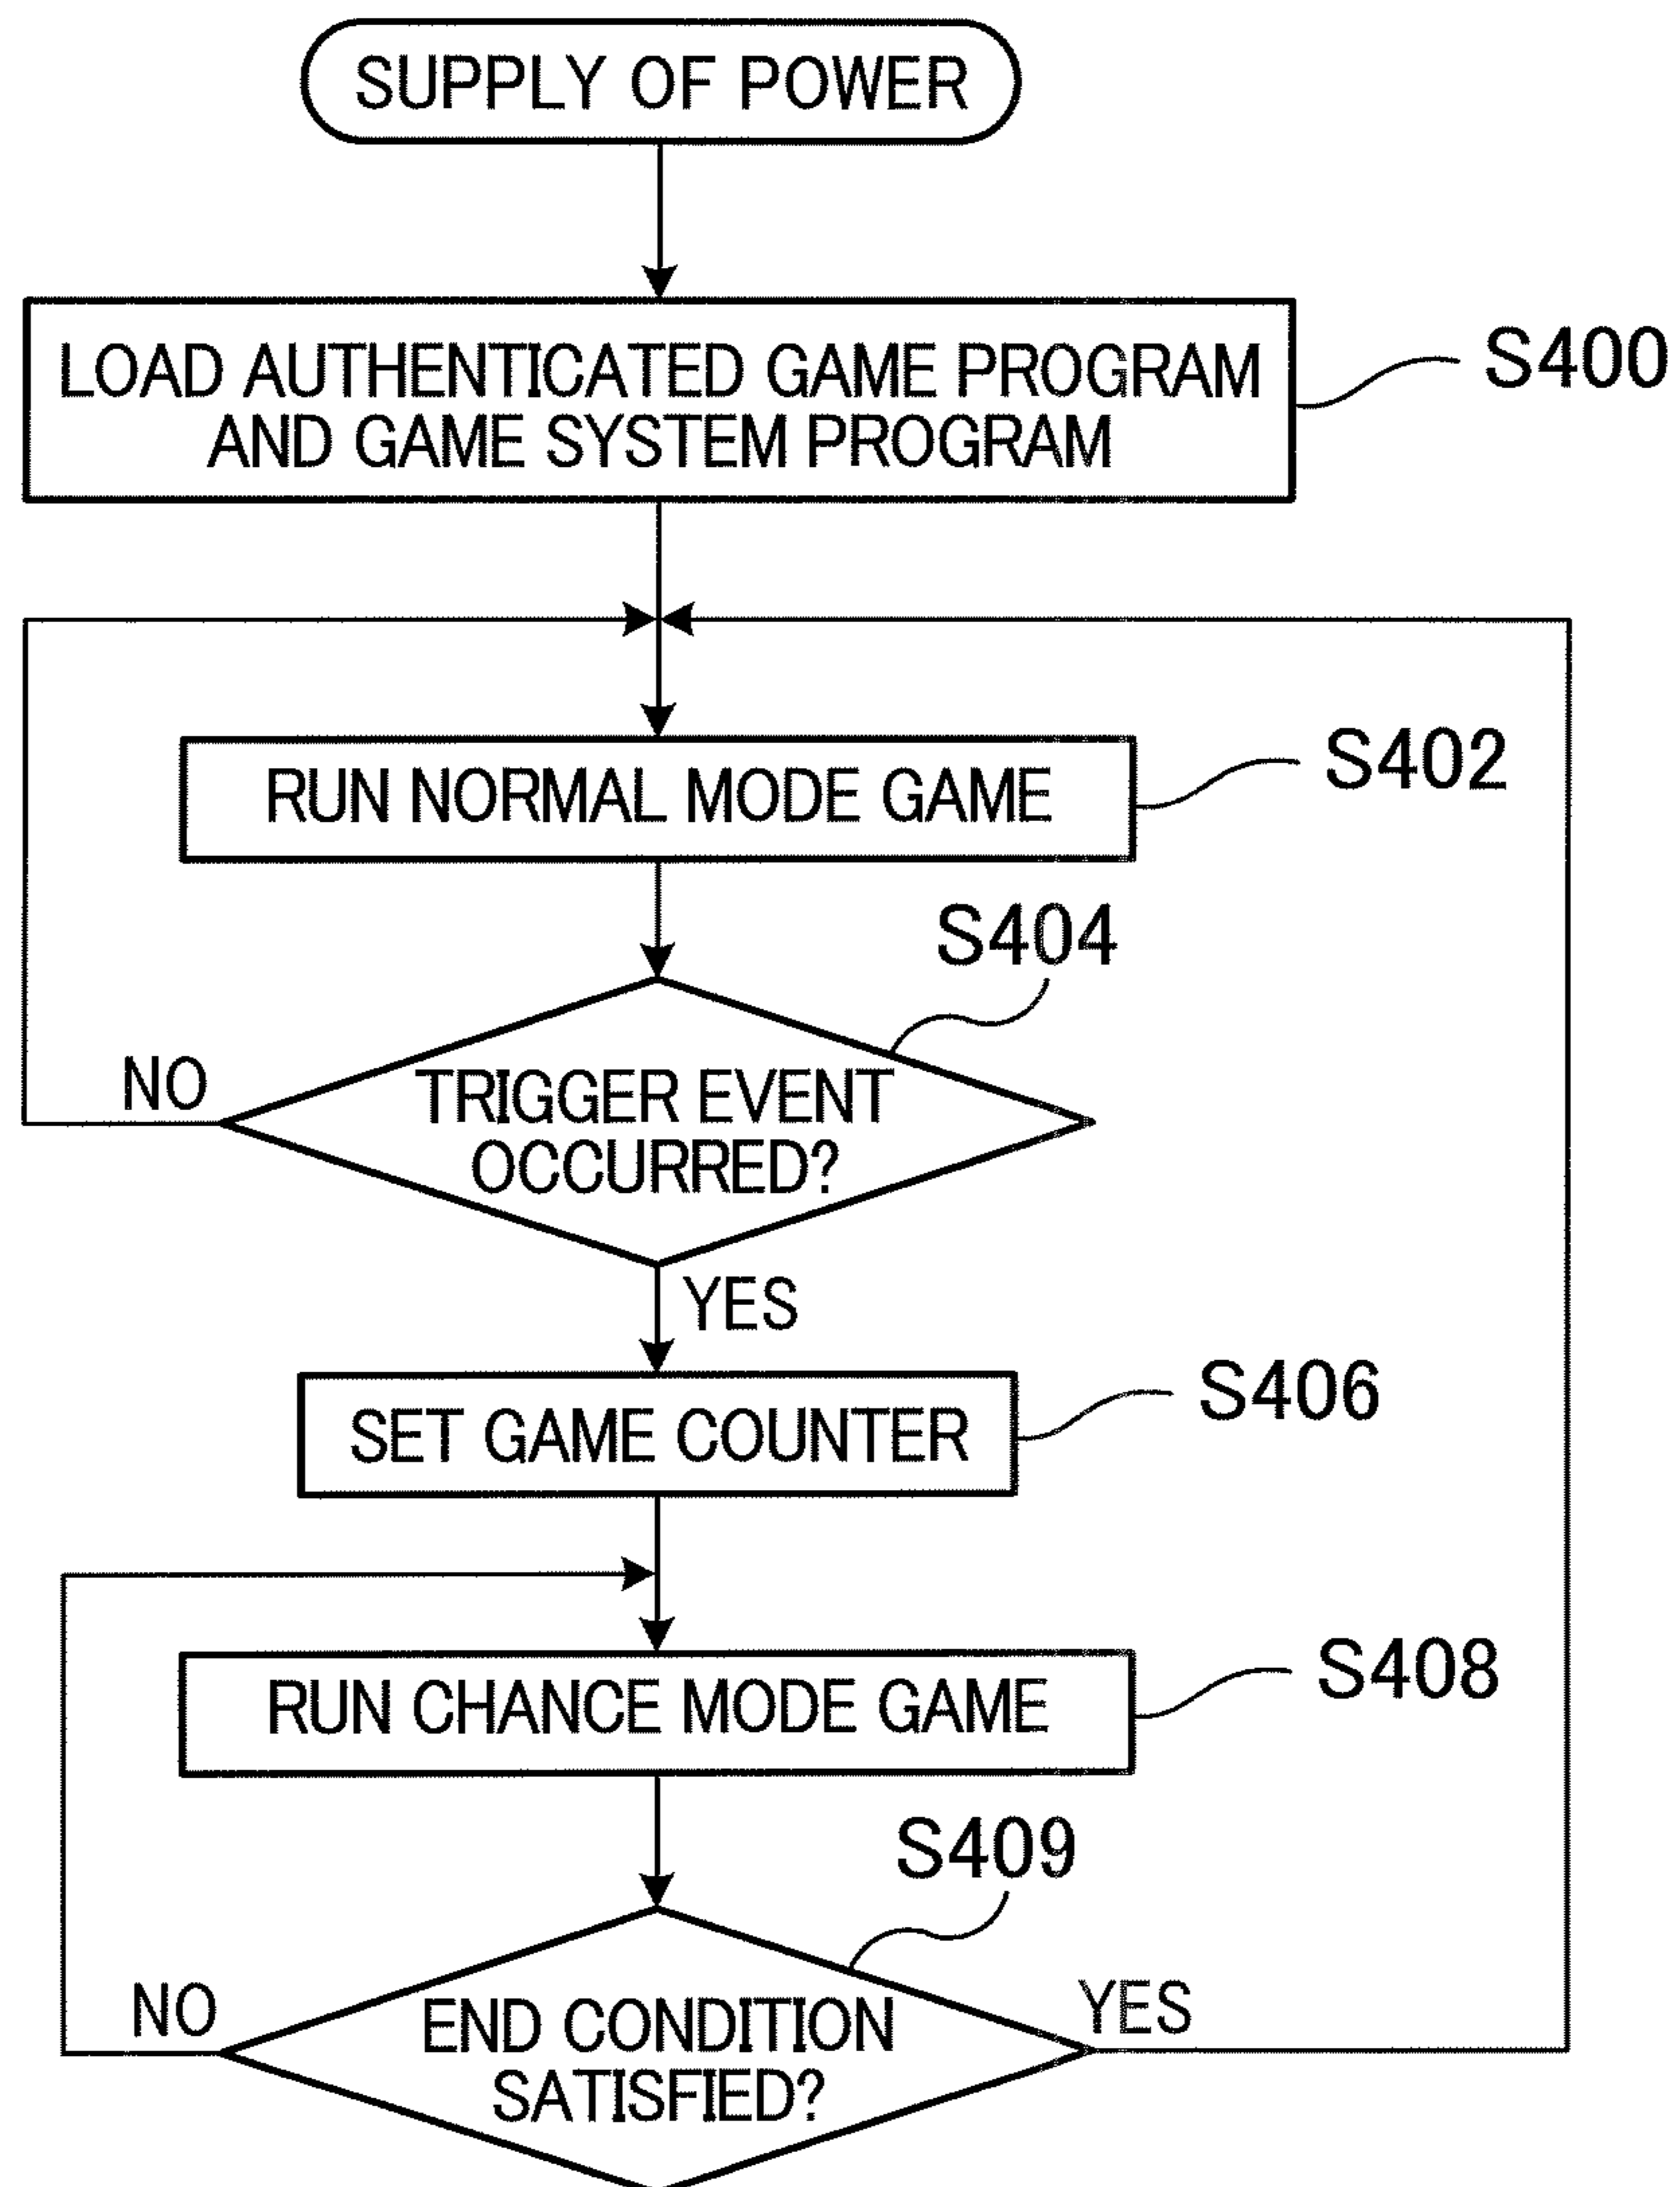 SUPPLY OF POWER
LOAD AUTHENTICATED GAME PROGRAM
AND GAME SYSTEM PROGRAM
S400
RUN NORMAL MODE GAME
S402
S404
NO
TRIGGER EVENT
OCCURRED?
YES
SET GAME COUNTER
S406
RUN CHANCE MODE GAME
S408
S409
NO
END CONDITION
SATISFIED?
YES